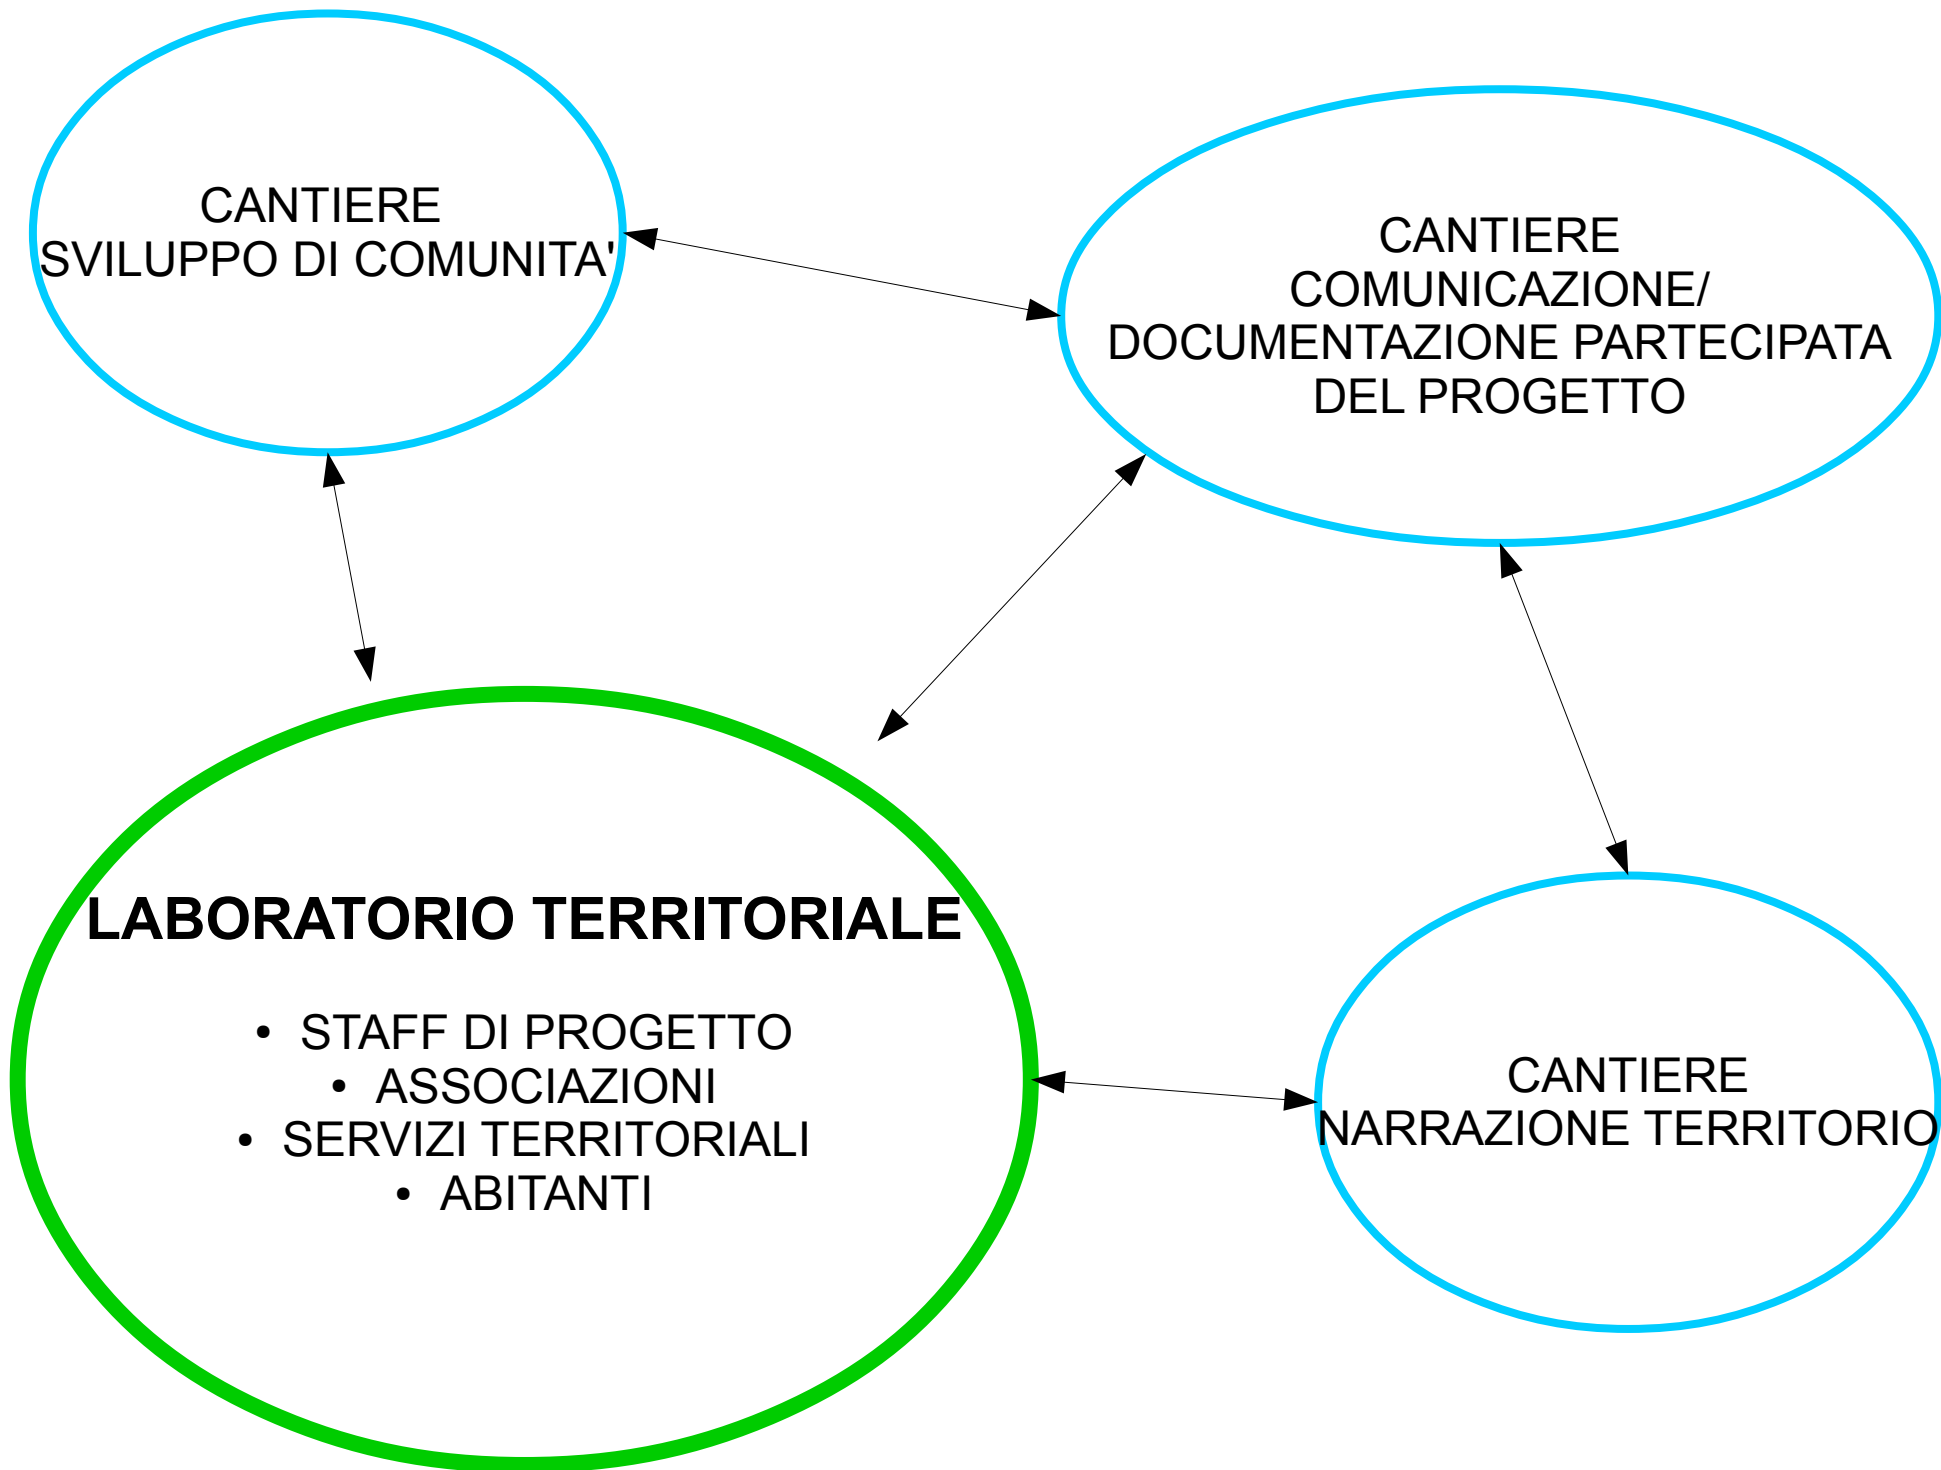 CANTIERE
SVILUPPO DI COMUNITA'
CANTIERE
COMUNICAZIONE/
DOCUMENTAZIONE PARTECIPATA
DEL PROGETTO
LABORATORIO TERRITORIALE
• STAFF DI PROGETTO
• ASSOCIAZIONI
• SERVIZI TERRITORIALI
• ABITANTI
CANTIERE
NARRAZIONE TERRITORIO